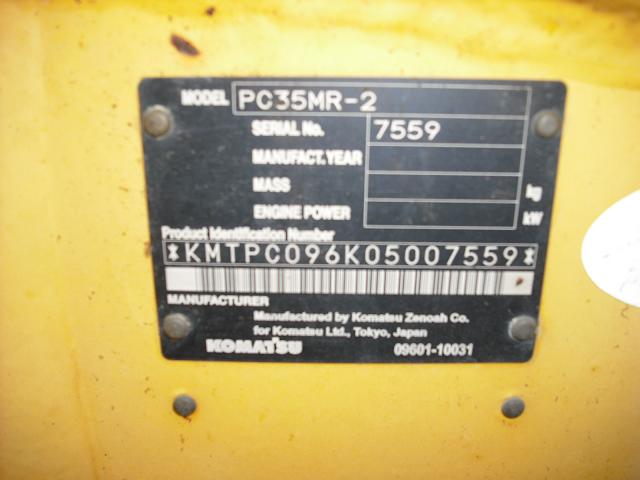 MODEL PC35MR-2
SERIAL No. 7559
MANUFACT. YEAR
MASS kg
ENGINE POWER kW
Product Identification Number
*KMTPC096K05007559*
MANUFACTURER
Manufactured by Komatsu Zenoah Co.
for Komatsu Ltd., Tokyo, Japan
KOMATSU 09601-10031